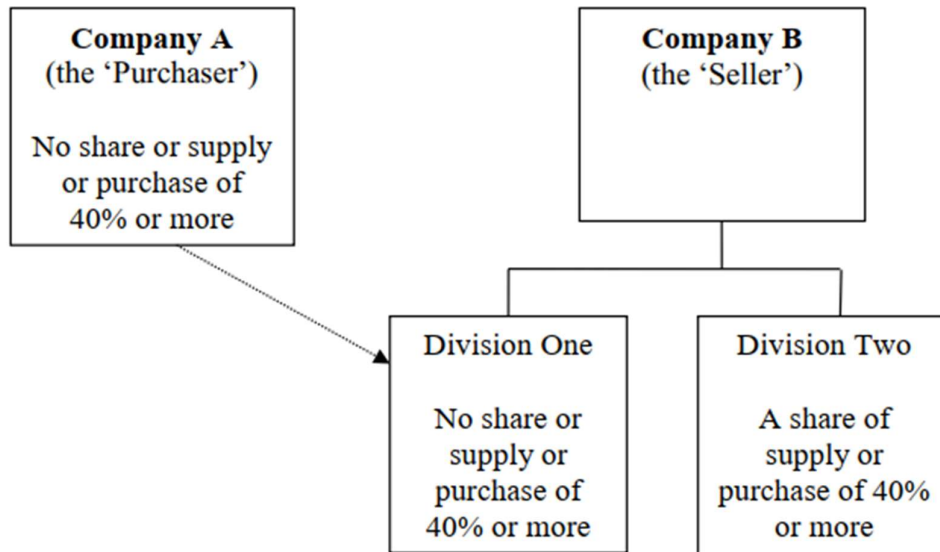 Company A
(the ‘Purchaser’)
No share or supply
or purchase of
40% or more
Company B
(the ‘Seller’)
Division One
No share or
supply or
purchase of
40% or more
Division Two
A share of
supply or
purchase of 40%
or more